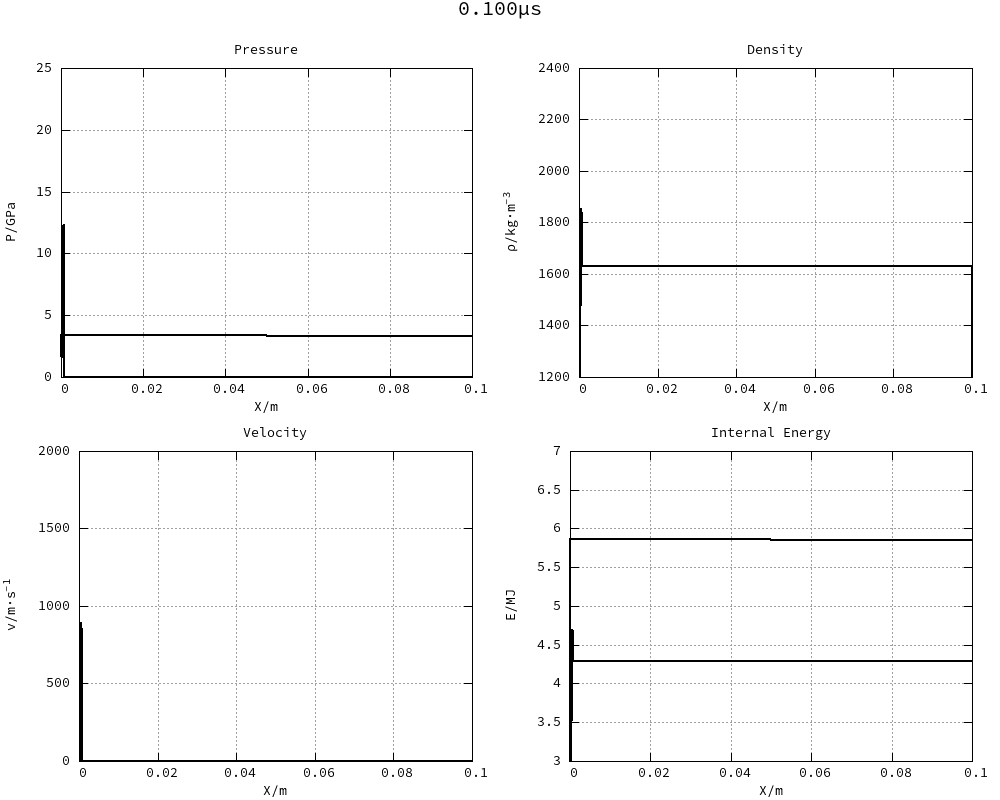 0.100μs
Pressure
25
20
15
10
5
0
P/GPa
0 0.02 0.04 0.06 0.08 0.1
X/m
Density
2400
2200
2000
1800
1600
1400
1200
ρ/kg·m⁻³
0 0.02 0.04 0.06 0.08 0.1
X/m
Velocity
2000
1500
1000
500
0
v/m·s⁻¹
0 0.02 0.04 0.06 0.08 0.1
X/m
Internal Energy
7
6.5
6
5.5
5
4.5
4
3.5
3
E/MJ
0 0.02 0.04 0.06 0.08 0.1
X/m